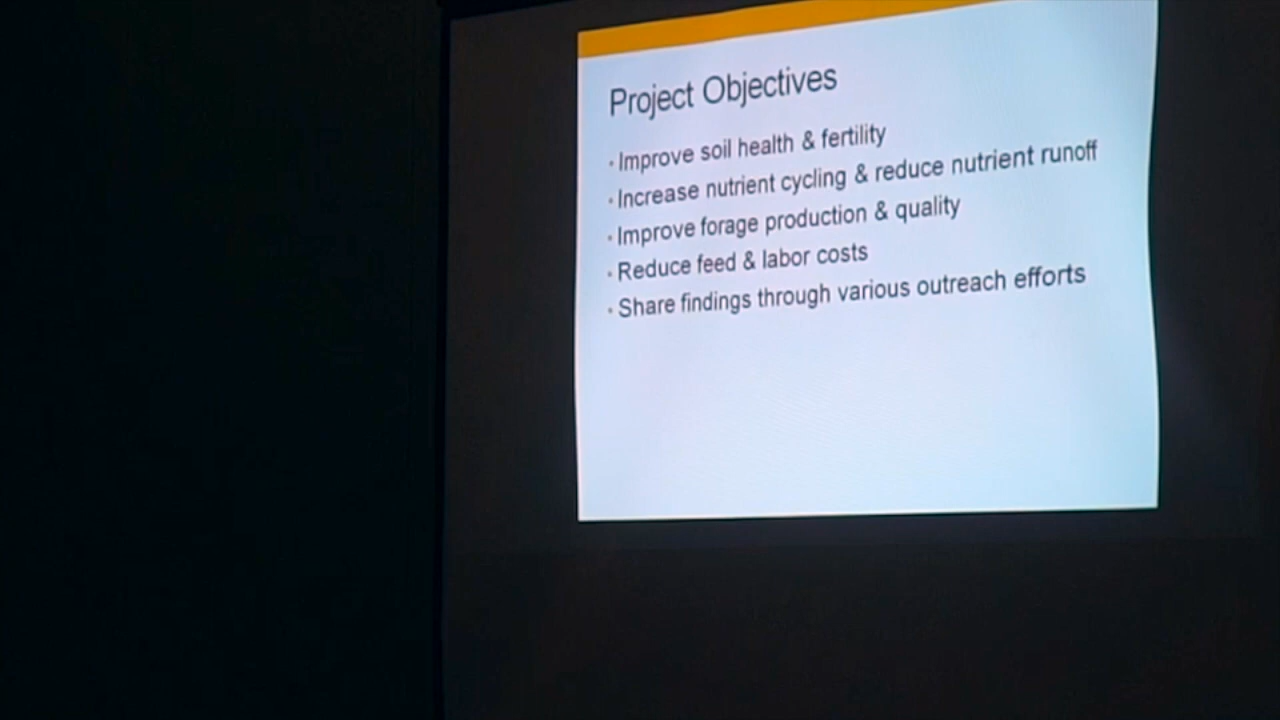 Project Objectives
• Improve soil health & fertility
• Increase nutrient cycling & reduce nutrient runoff
• Improve forage production & quality
• Reduce feed & labor costs
• Share findings through various outreach efforts